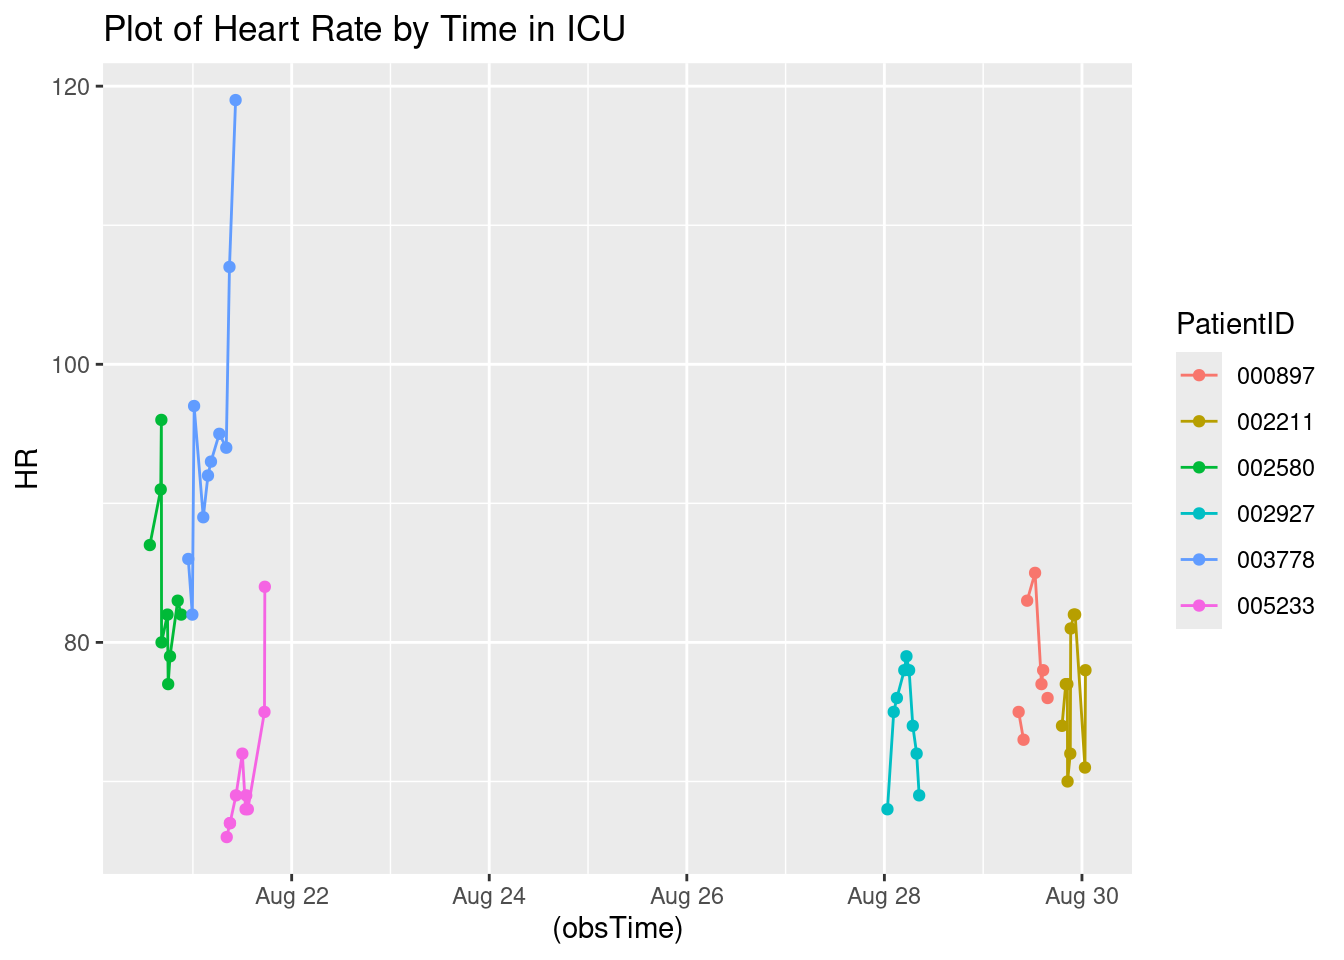 Plot of Heart Rate by Time in ICU
120
100
80
HR
Aug 22
Aug 24
Aug 26
Aug 28
Aug 30
(obsTime)
PatientID
000897
002211
002580
002927
003778
005233